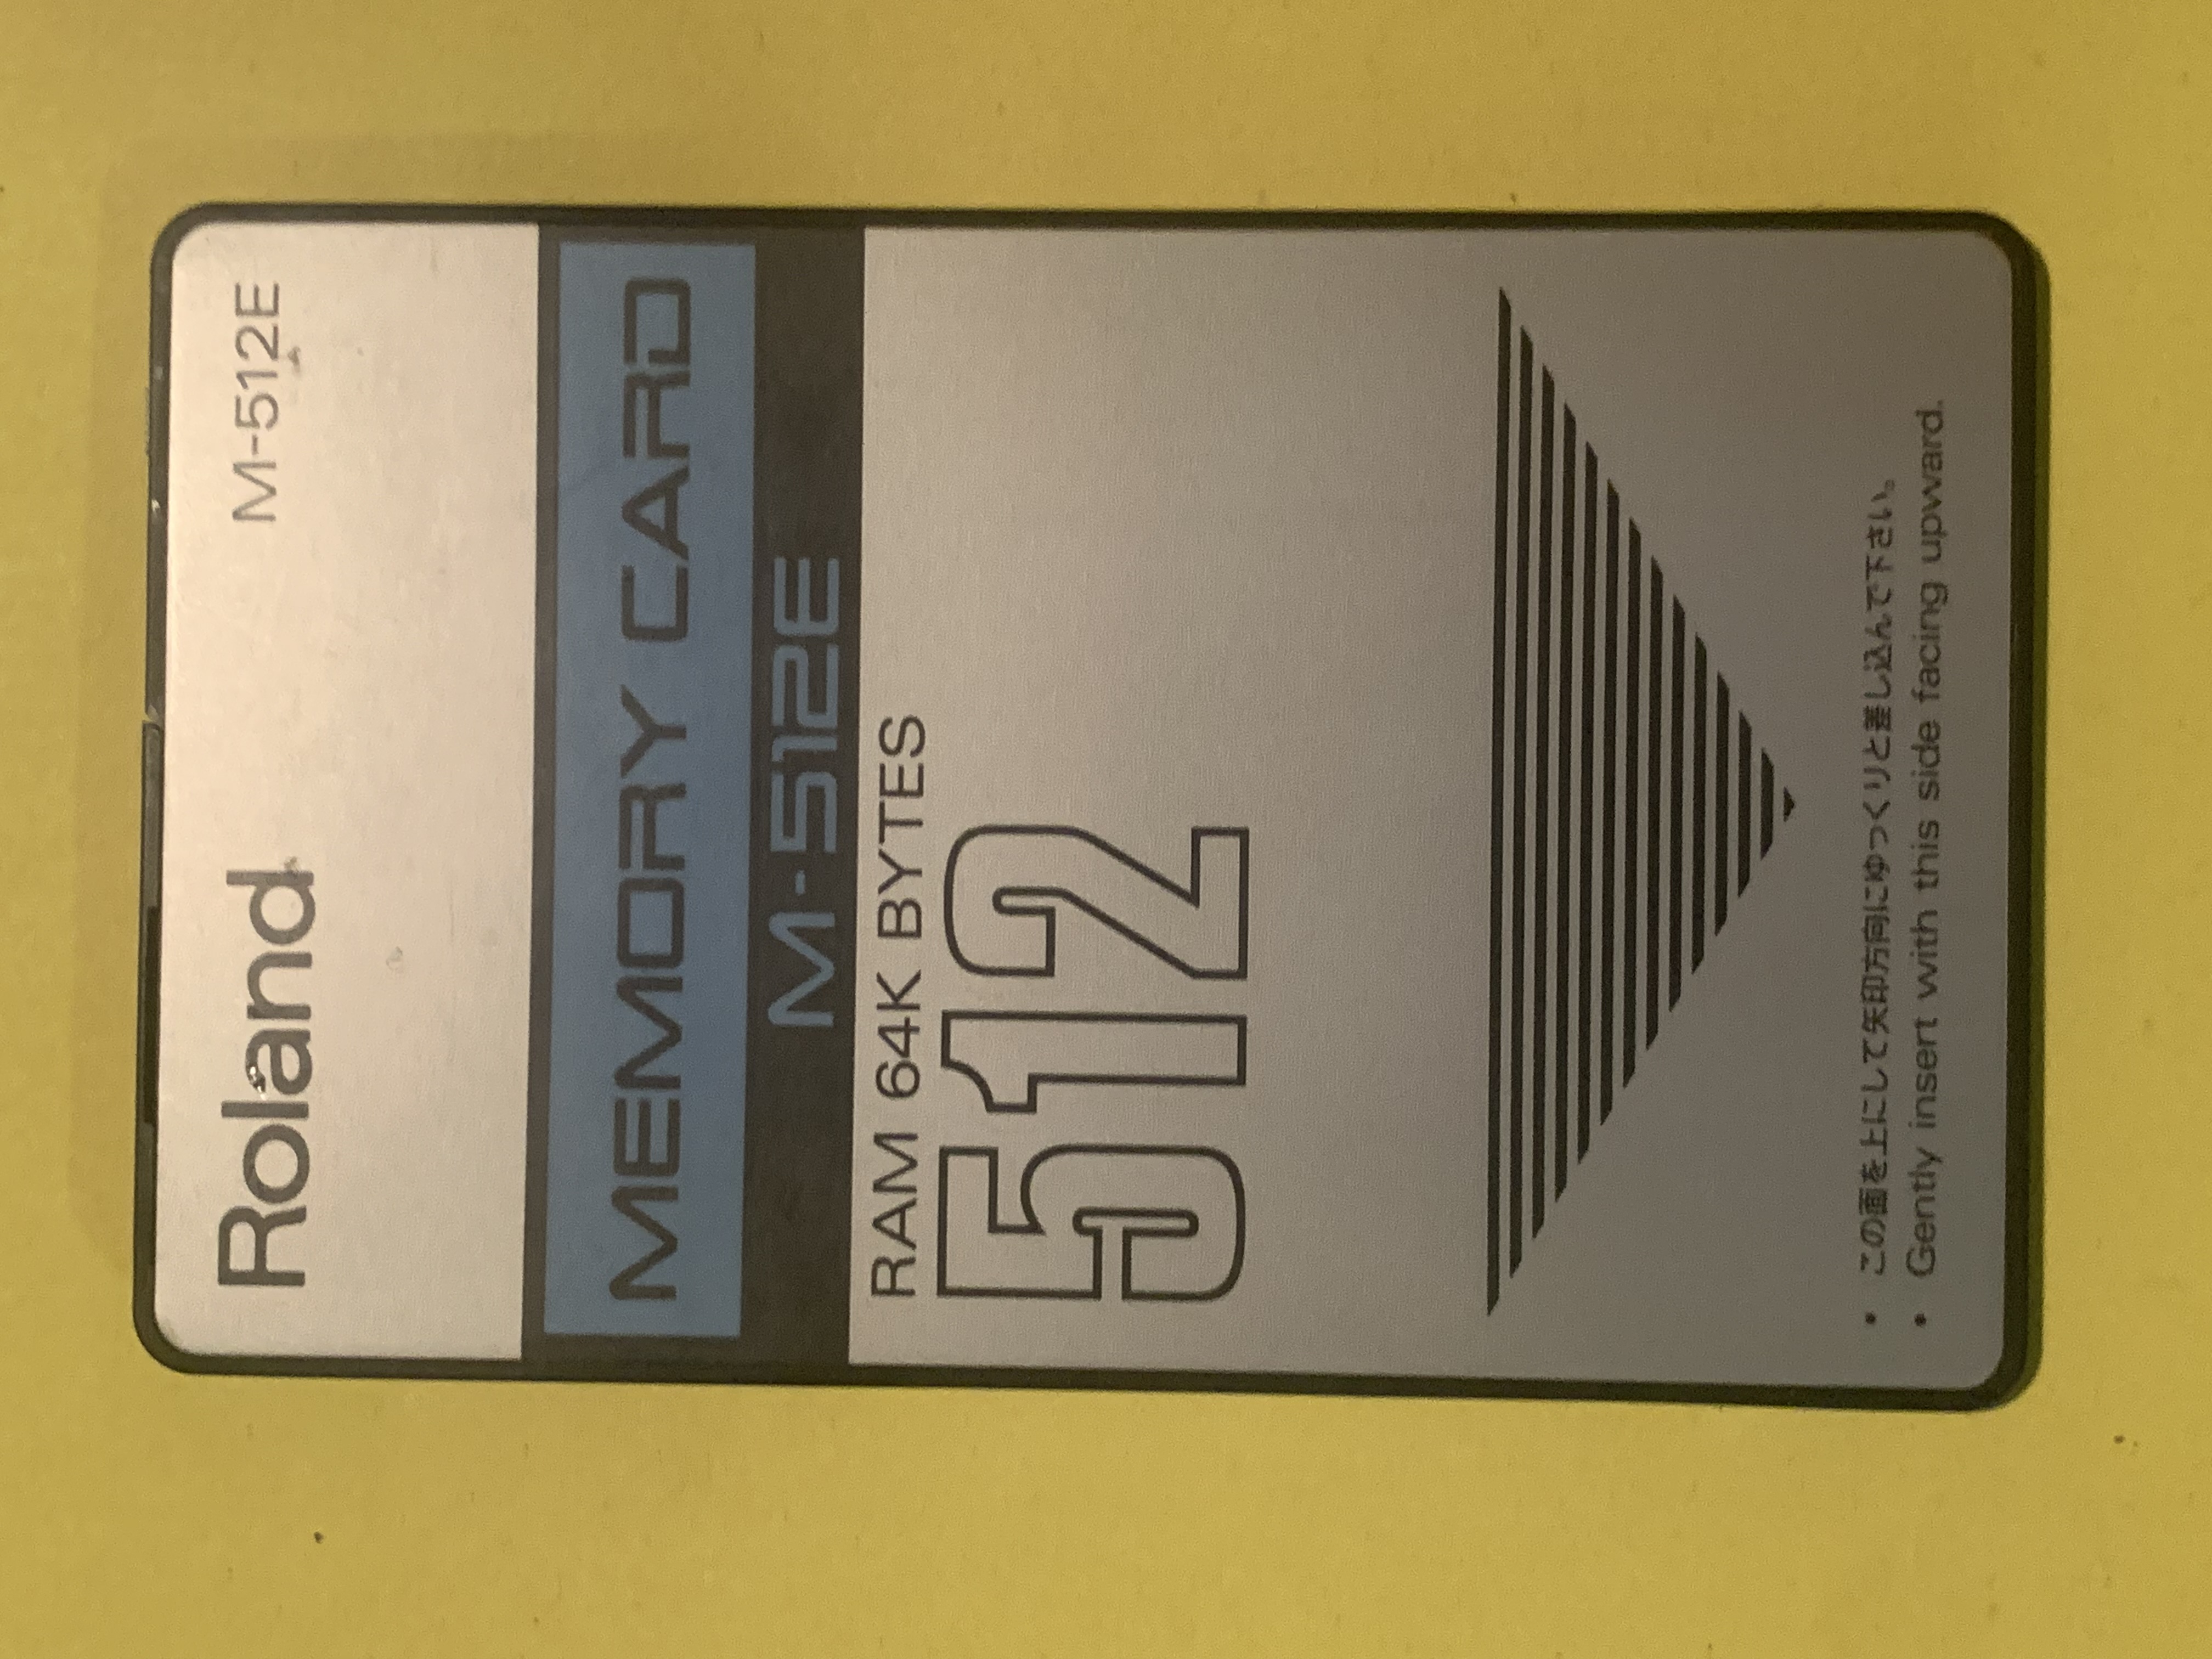 Roland M-512E
MEMORY CARD
M-512E
RAM 64K BYTES
512
• この面を上にして矢印方向にゆっくりと差し込んで下さい。
• Gently insert with this side facing upward.